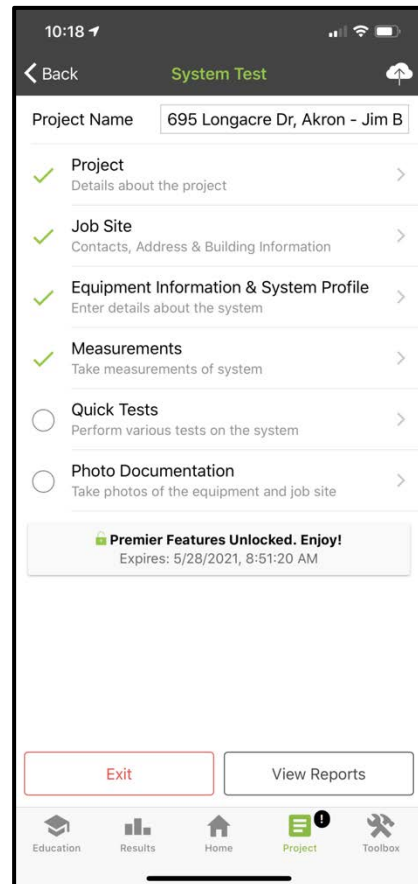 10:18
Back
System Test
Project Name
695 Longacre Dr, Akron - Jim B
Project
Details about the project
Job Site
Contacts, Address & Building Information
Equipment Information & System Profile
Enter details about the system
Measurements
Take measurements of system
Quick Tests
Perform various tests on the system
Photo Documentation
Take photos of the equipment and job site
Premier Features Unlocked. Enjoy!
Expires: 5/28/2021, 8:51:20 AM
Exit
View Reports
Education
Results
Home
Project
!
Toolbox